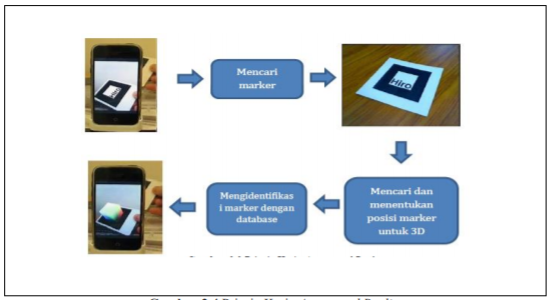 Mencari
marker
Hiro
Mencari dan
menentukan
posisi marker
untuk 3D
Mengidentifikas
i marker dengan
database